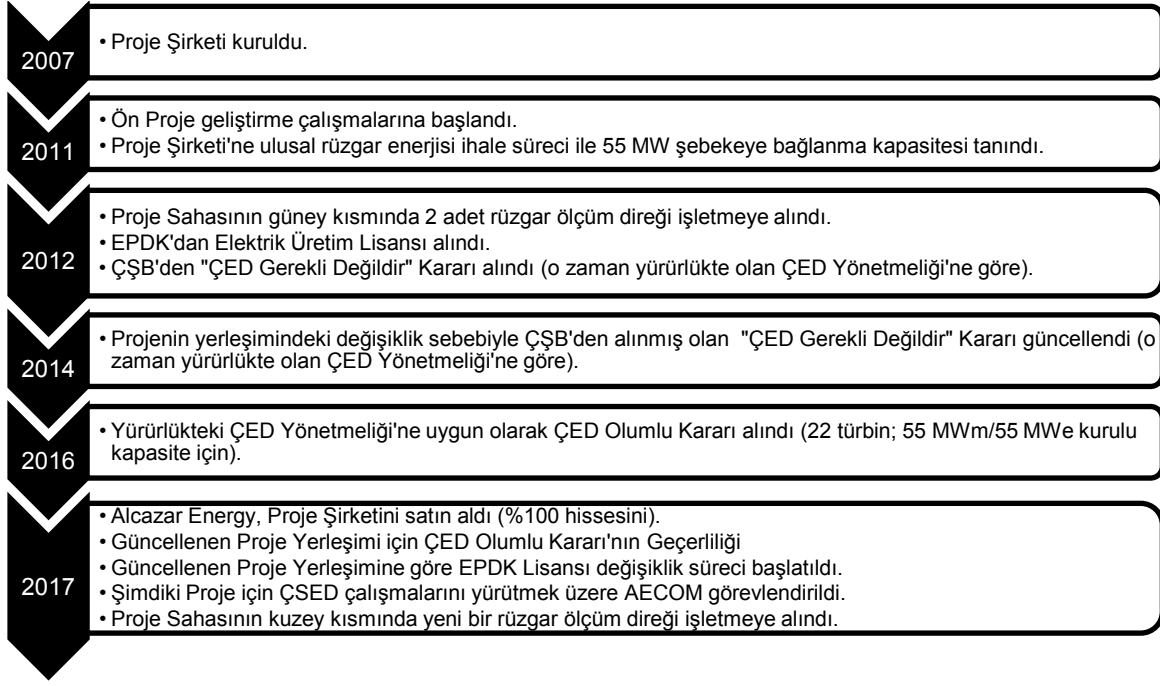 2007
• Proje Şirketi kuruldu.
2011
• Ön Proje geliştirme çalışmalarına başlandı.
• Proje Şirketi'ne ulusal rüzgar enerjisi ihale süreci ile 55 MW şebekeye bağlanma kapasitesi tanındı.
2012
• Proje Sahasının güney kısmında 2 adet rüzgar ölçüm direği işletmeye alındı.
• EPDK'dan Elektrik Üretim Lisansı alındı.
• ÇŞB'den "ÇED Gerekli Değildir" Kararı alındı (o zaman yürürlükte olan ÇED Yönetmeliği'ne göre).
2014
• Projenin yerleşimindeki değişiklik sebebiyle ÇŞB'den alınmış olan "ÇED Gerekli Değildir" Kararı güncellendi (o
zaman yürürlükte olan ÇED Yönetmeliği'ne göre).
2016
• Yürürlükteki ÇED Yönetmeliği'ne uygun olarak ÇED Olumlu Kararı alındı (22 türbin; 55 MWm/55 MWe kurulu
kapasite için).
2017
• Alcazar Energy, Proje Şirketini satın aldı (%100 hissesini).
• Güncellenen Proje Yerleşimi için ÇED Olumlu Kararı'nın Geçerliliği
• Güncellenen Proje Yerleşimine göre EPDK Lisansı değişiklik süreci başlatıldı.
• Şimdiki Proje için ÇSED çalışmalarını yürütmek üzere AECOM görevlendirildi.
• Proje Sahasının kuzey kısmında yeni bir rüzgar ölçüm direği işletmeye alındı.